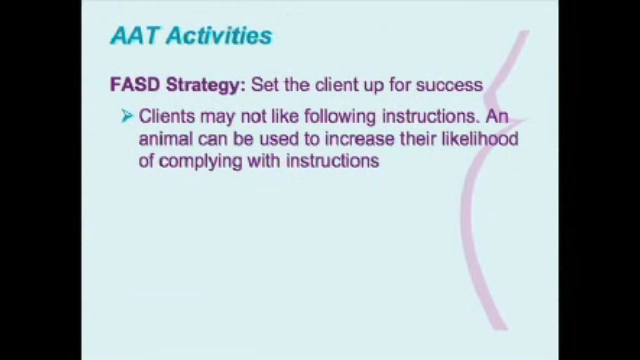 AAT Activities
FASD Strategy: Set the client up for success
Clients may not like following instructions. An
animal can be used to increase their likelihood
of complying with instructions